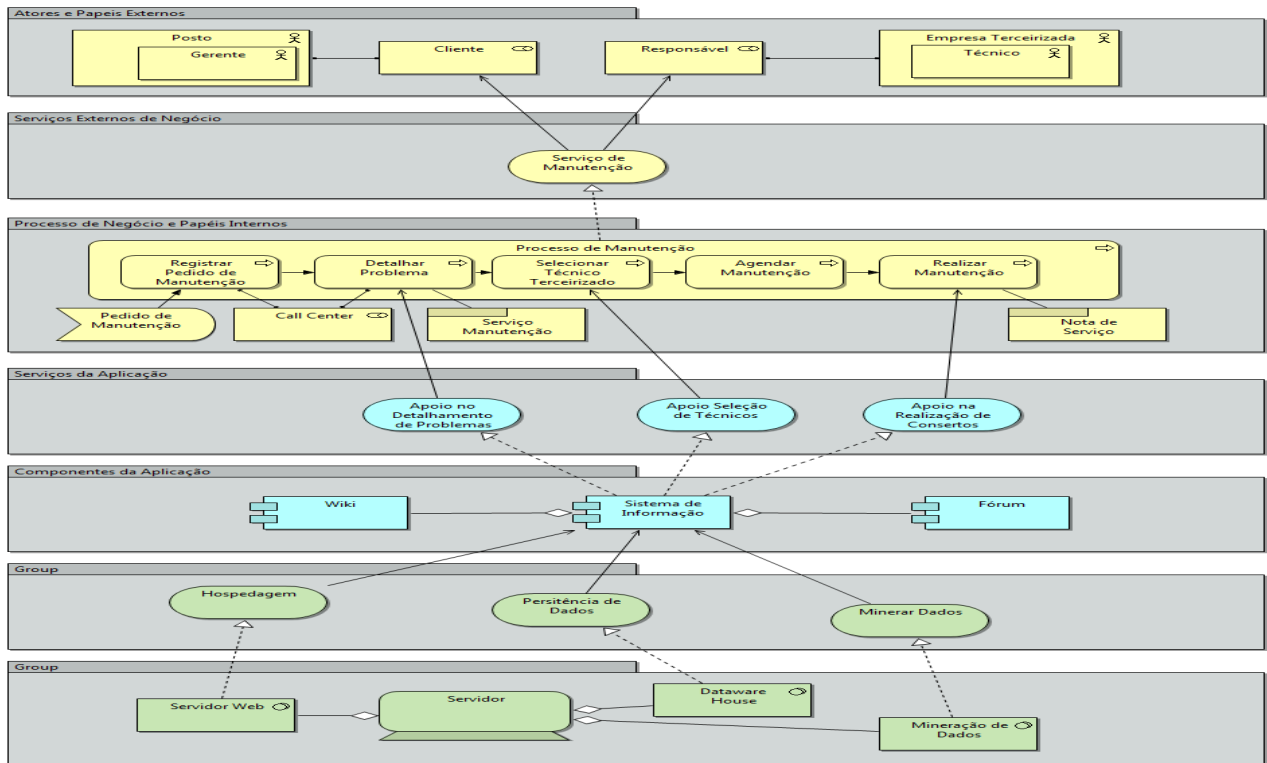 Atores e Papeis Externos
Posto
Gerente
Cliente
Responsável
Empresa Terceirizada
Técnico
Serviços Externos de Negócio
Serviço de
Manutenção
Processo de Negócio e Papéis Internos
Processo de Manutenção
Registrar
Pedido de
Manutenção
Detalhar
Problema
Selecionar
Técnico
Terceirizado
Agendar
Manutenção
Realizar
Manutenção
Pedido de
Manutenção
Call Center
Serviço
Manutenção
Nota de
Serviço
Serviços da Aplicação
Apoio no
Detalhamento
de Problemas
Apoio Seleção
de Técnicos
Apoio na
Realização de
Consertos
Componentes da Aplicação
Wiki
Sistema de
Informação
Fórum
Group
Hospedagem
Persitência de
Dados
Minerar Dados
Group
Servidor Web
Servidor
Dataware
House
Mineração de
Dados